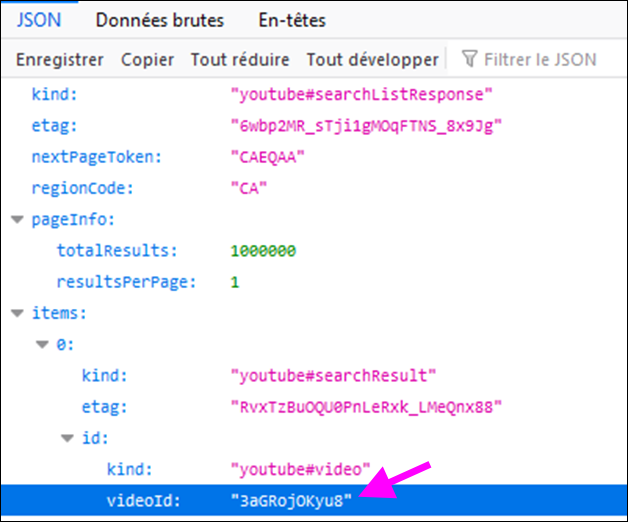 JSON Données brutes En-têtes
Enregistrer Copier Tout réduire Tout développer Filtrer le JSON
kind: "youtube#searchListResponse"
etag: "6wbp2MR_sTji1gMOqFTNS_8x9Jg"
nextPageToken: "CAEQAA"
regionCode: "CA"
pageInfo:
totalResults: 1000000
resultsPerPage: 1
items:
0:
kind: "youtube#searchResult"
etag: "RvxTzBuOQU0PnLeRxk_LMeQnx88"
id:
kind: "youtube#video"
videoId: "3aGRojOKyu8"